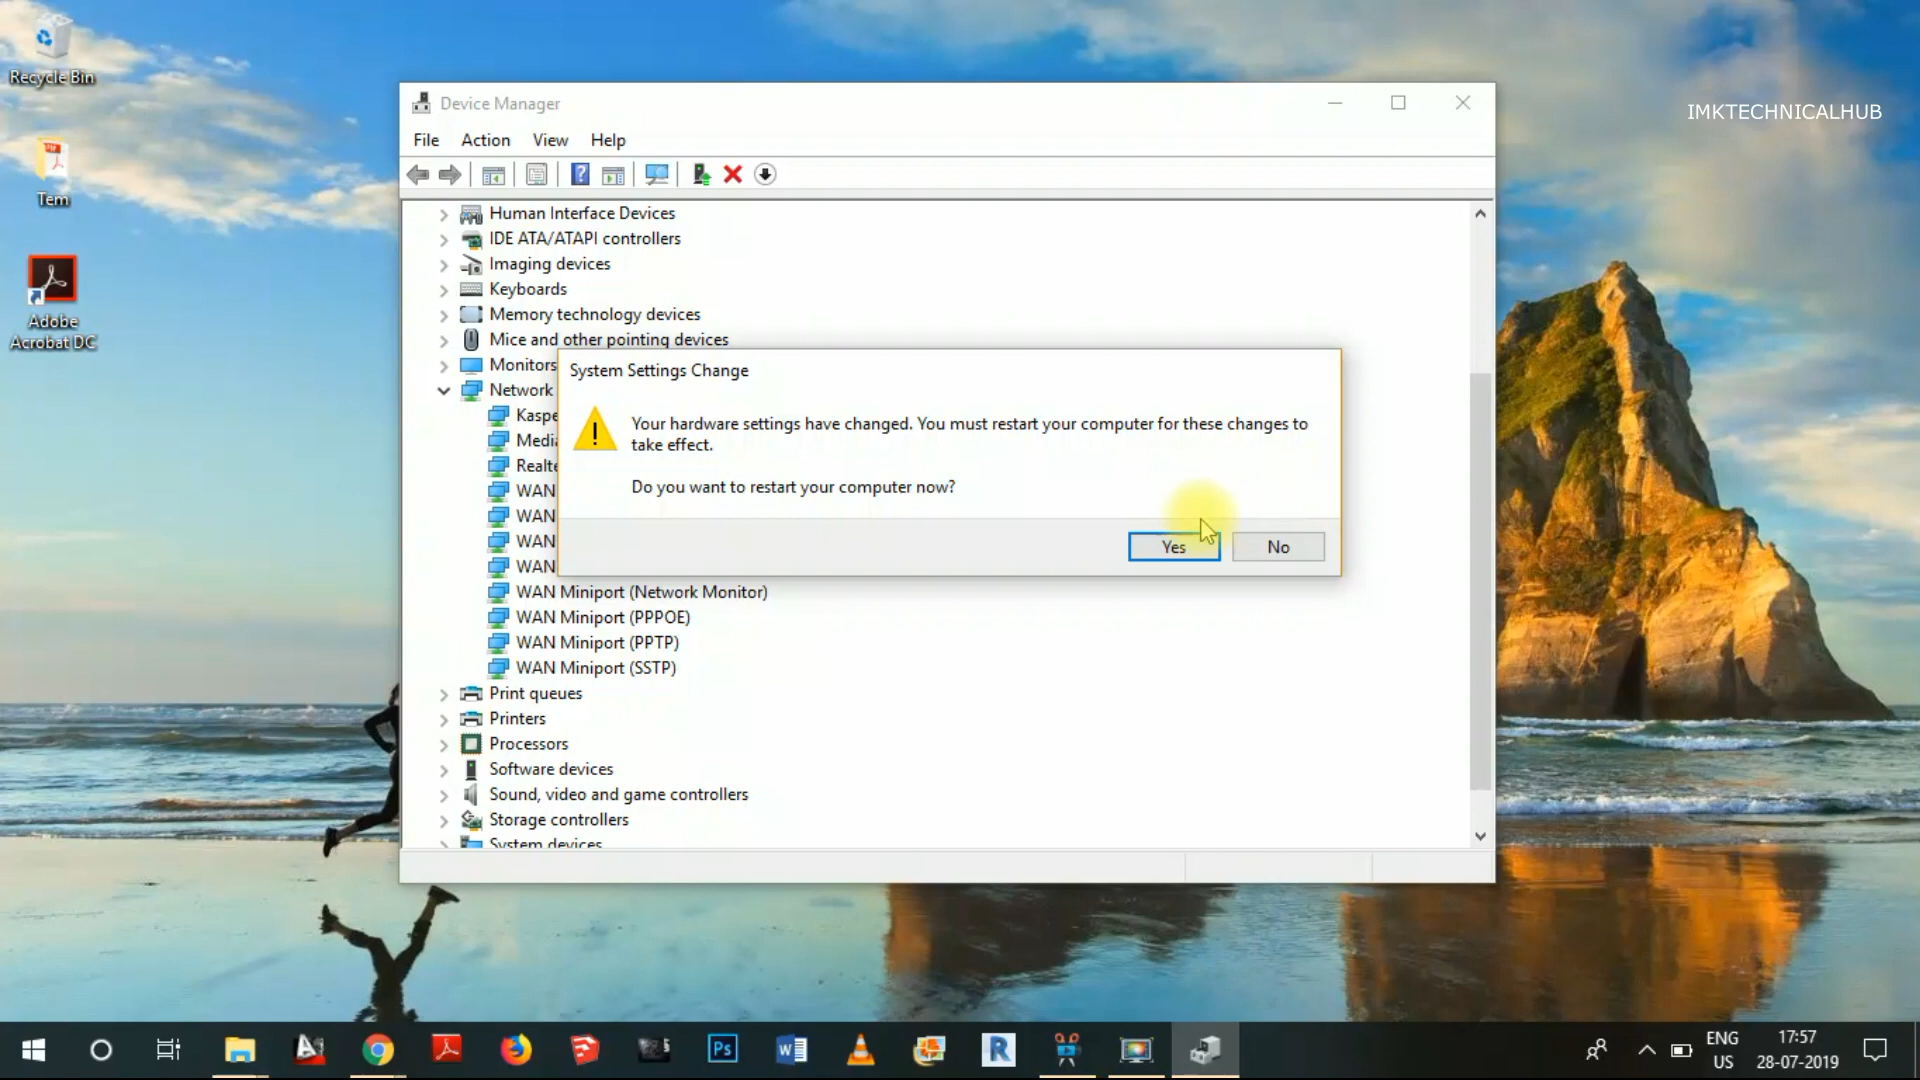 Recycle Bin
Tem
Adobe
Acrobat DC
IMKTECHNICALHUB
Device Manager
File Action View Help
Human Interface Devices
IDE ATA/ATAPI controllers
Imaging devices
Keyboards
Memory technology devices
Mice and other pointing devices
Monitors
Network
Kaspe
Media
Realte
WAN
WAN
WAN
WAN
System Settings Change
Your hardware settings have changed. You must restart your computer for these changes to
take effect.
Do you want to restart your computer now?
Yes No
WAN Miniport (Network Monitor)
WAN Miniport (PPPOE)
WAN Miniport (PPTP)
WAN Miniport (SSTP)
Print queues
Printers
Processors
Software devices
Sound, video and game controllers
Storage controllers
System devices
Ps
W
R
ENG
US
17:57
28-07-2019